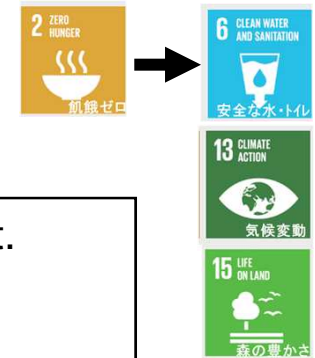 2 ZERO
HUNGER
飢餓ゼロ
6 CLEAN WATER
AND SANITATION
安全な水・トイレ
13 CLIMATE
ACTION
気候変動
15 LIFE
ON LAND
森の豊かさ